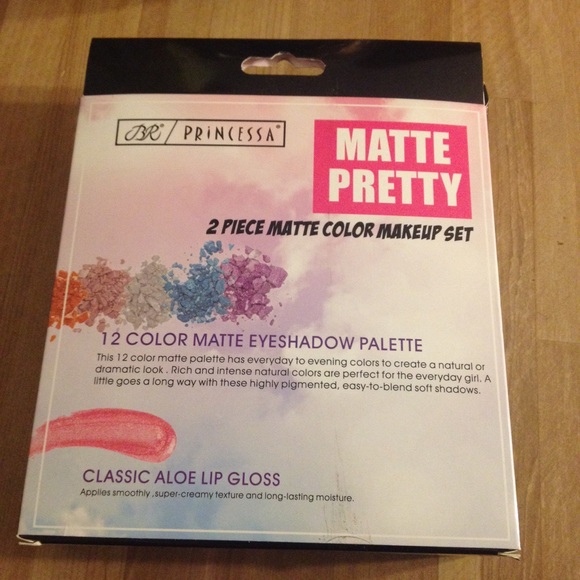 BR® / PRINCESSA®
MATTE
PRETTY
2 PIECE MATTE COLOR MAKEUP SET
12 COLOR MATTE EYESHADOW PALETTE
This 12 color matte palette has everyday to evening colors to create a natural or
dramatic look . Rich and intense natural colors are perfect for the everyday girl. A
little goes a long way with these highly pigmented, easy-to-blend soft shadows.
CLASSIC ALOE LIP GLOSS
Applies smoothly ,super-creamy texture and long-lasting moisture.